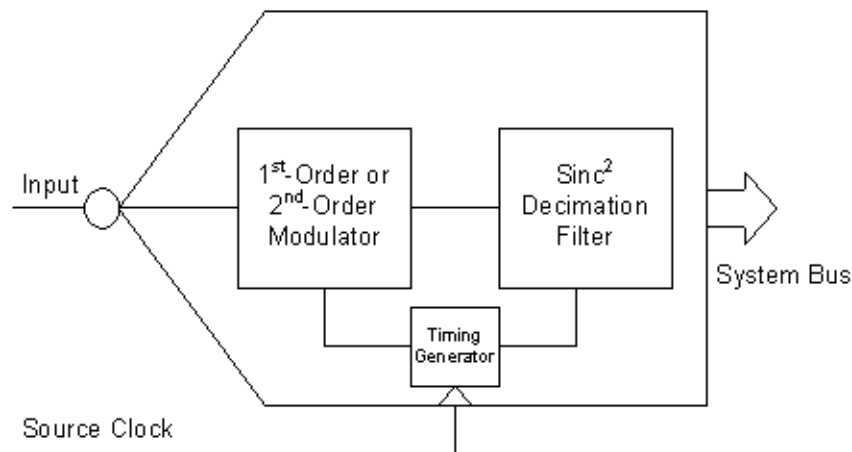 Input
1st-Order or
2nd-Order
Modulator
Sinc2
Decimation
Filter
System Bus
Timing
Generator
Source Clock